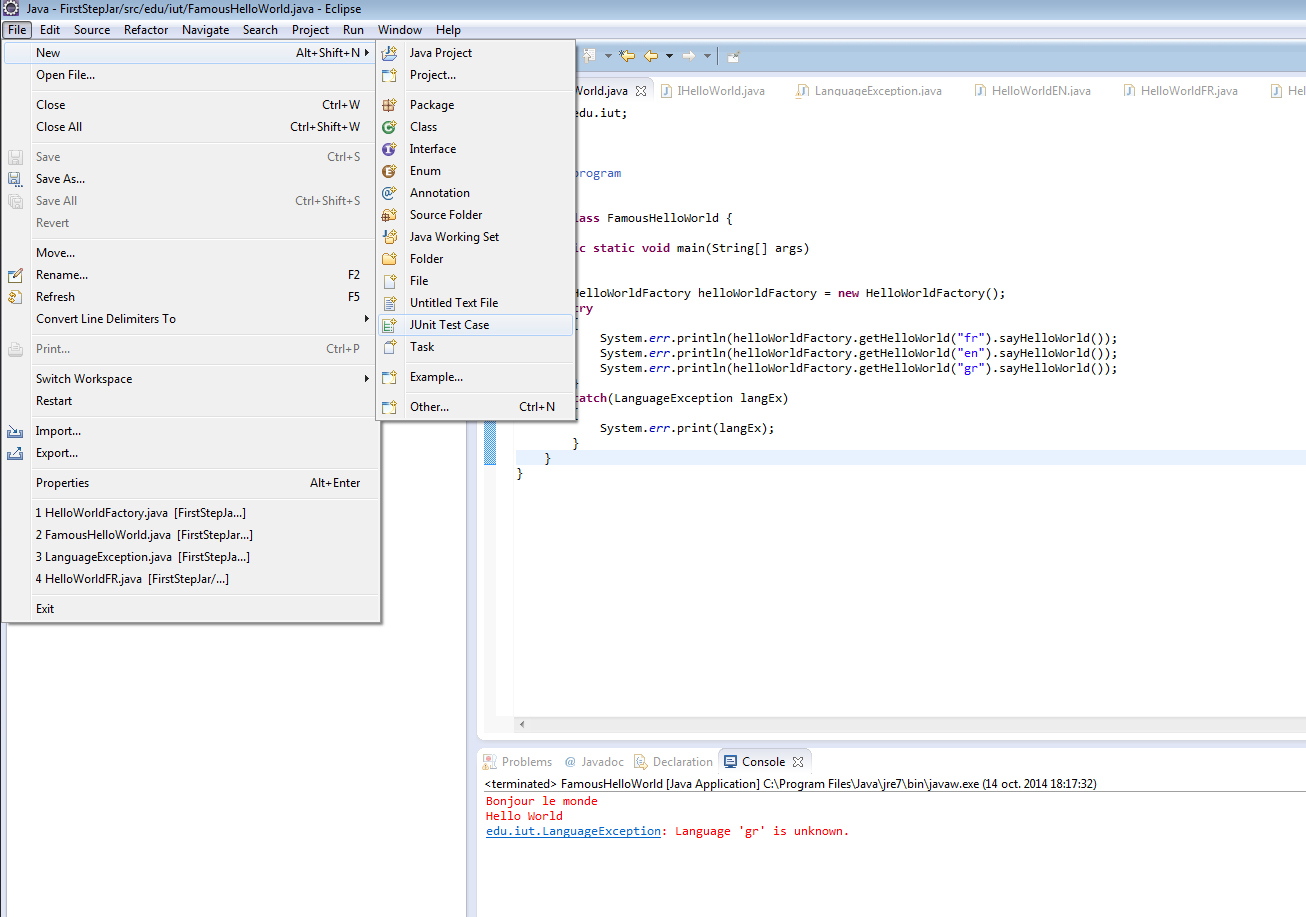 Java - FirstStepJar/src/edu/iut/FamousHelloWorld.java - Eclipse
File Edit Source Refactor Navigate Search Project Run Window Help
New Alt+Shift+N
Open File...
Close Ctrl+W
Close All Ctrl+Shift+W
Save Ctrl+S
Save As...
Save All Ctrl+Shift+S
Revert
Move...
Rename... F2
Refresh F5
Convert Line Delimiters To
Print... Ctrl+P
Switch Workspace
Restart
Import...
Export...
Properties Alt+Enter
1 HelloWorldFactory.java [FirstStepJa...]
2 FamousHelloWorld.java [FirstStepJar...]
3 LanguageException.java [FirstStepJa...]
4 HelloWorldFR.java [FirstStepJar/...]
Exit
Java Project
Project...
Package
Class
Interface
Enum
Annotation
Source Folder
Java Working Set
Folder
File
Untitled Text File
JUnit Test Case
Task
Example...
Other... Ctrl+N
World.java IHelloWorld.java LanguageException.java HelloWorldEN.java HelloWorldFR.java Hel
edu.iut;
program
lass FamousHelloWorld {
ic static void main(String[] args)
HelloWorldFactory helloWorldFactory = new HelloWorldFactory();
ry
System.err.println(helloWorldFactory.getHelloWorld("fr").sayHelloWorld());
System.err.println(helloWorldFactory.getHelloWorld("en").sayHelloWorld());
System.err.println(helloWorldFactory.getHelloWorld("gr").sayHelloWorld());
}
catch(LanguageException langEx)
System.err.print(langEx);
}
}
}
Problems @ Javadoc Declaration Console
<terminated> FamousHelloWorld [Java Application] C:\Program Files\Java\jre7\bin\javaw.exe (14 oct. 2014 18:17:32)
Bonjour le monde
Hello World
edu.iut.LanguageException: Language 'gr' is unknown.